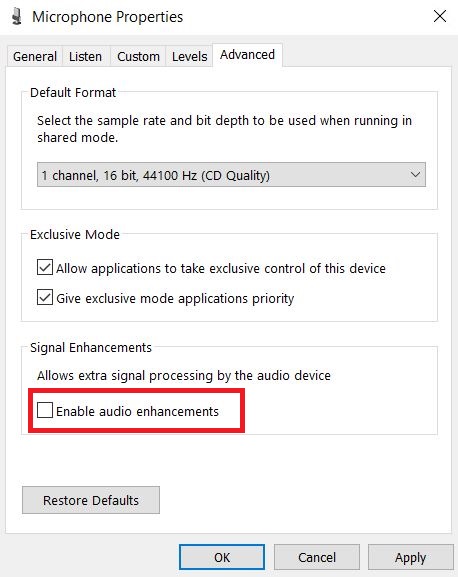 Microphone Properties
General
Listen
Custom
Levels
Advanced
Default Format
Select the sample rate and bit depth to be used when running in
shared mode.
1 channel, 16 bit, 44100 Hz (CD Quality)
Exclusive Mode
Allow applications to take exclusive control of this device
Give exclusive mode applications priority
Signal Enhancements
Allows extra signal processing by the audio device
Enable audio enhancements
Restore Defaults
OK
Cancel
Apply